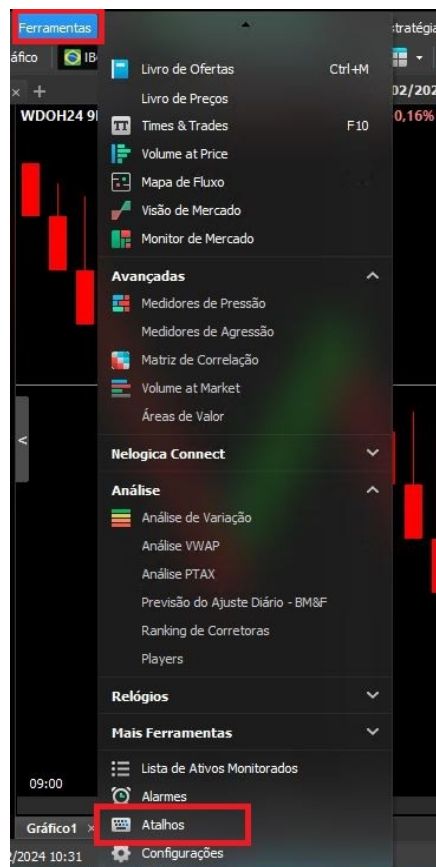 Ferramentas
stratégia
áfico IB
Livro de Ofertas Ctrl+M
02/202
Livro de Preços
WDOH24 9
0,16%
TT Times & Trades F10
Volume at Price
Mapa de Fluxo
Visão de Mercado
Monitor de Mercado
Avançadas
Medidores de Pressão
Medidores de Agressão
Matriz de Correlação
Volume at Market
Áreas de Valor
Nelogica Connect
Análise
Análise de Variação
Análise VWAP
Análise PTAX
Previsão do Ajuste Diário - BM&F
Ranking de Corretoras
Players
Relógios
Mais Ferramentas
Lista de Ativos Monitorados
09:00
Alarmes
Gráfico1
Atalhos
/2024 10:31
Configurações